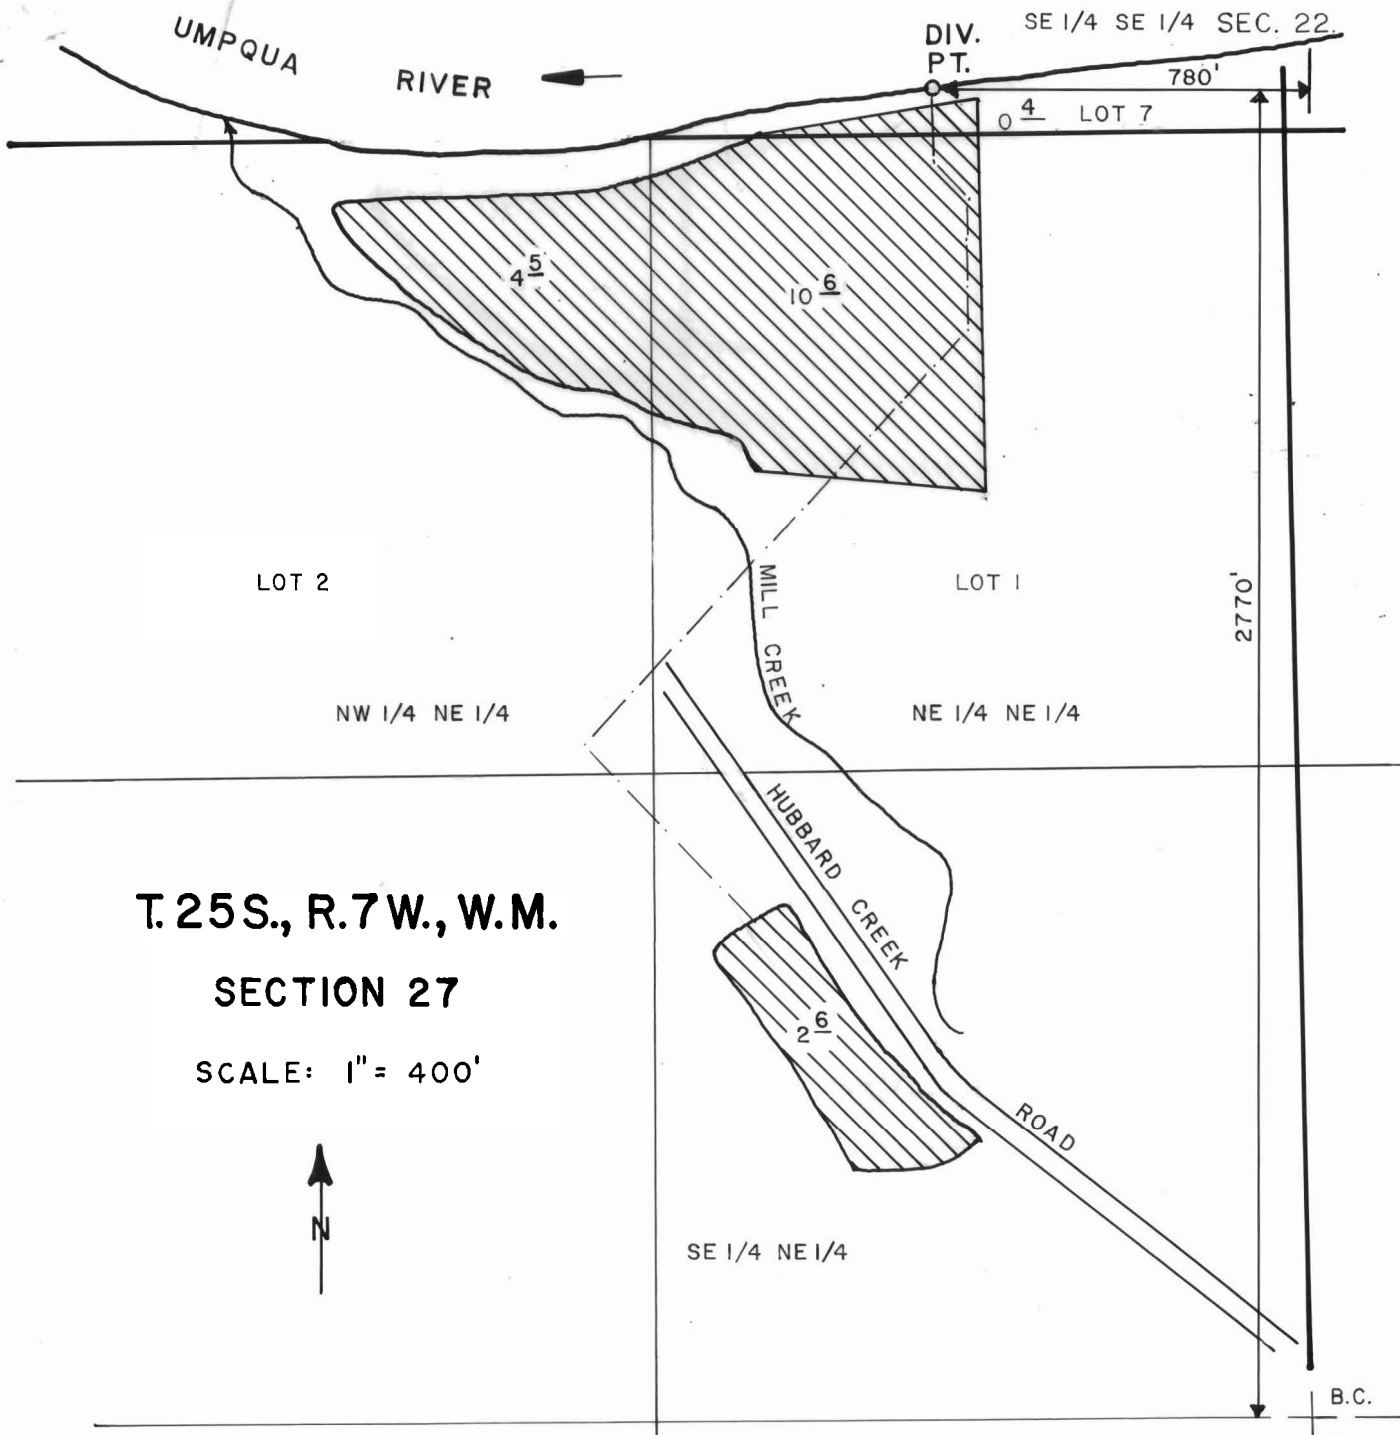 SE 1/4 SE 1/4 SEC. 22.
UMPQUA RIVER
DIV.
PT.
780'
0 4 LOT 7
4 5
10 6
LOT 2
LOT 1
2770'
MILL CREEK
NW 1/4 NE 1/4
NE 1/4 NE 1/4
HUBBARD CREEK ROAD
T. 25 S., R. 7 W., W. M.
SECTION 27
SCALE: 1" = 400'
2 6
N
SE 1/4 NE 1/4
B.C.